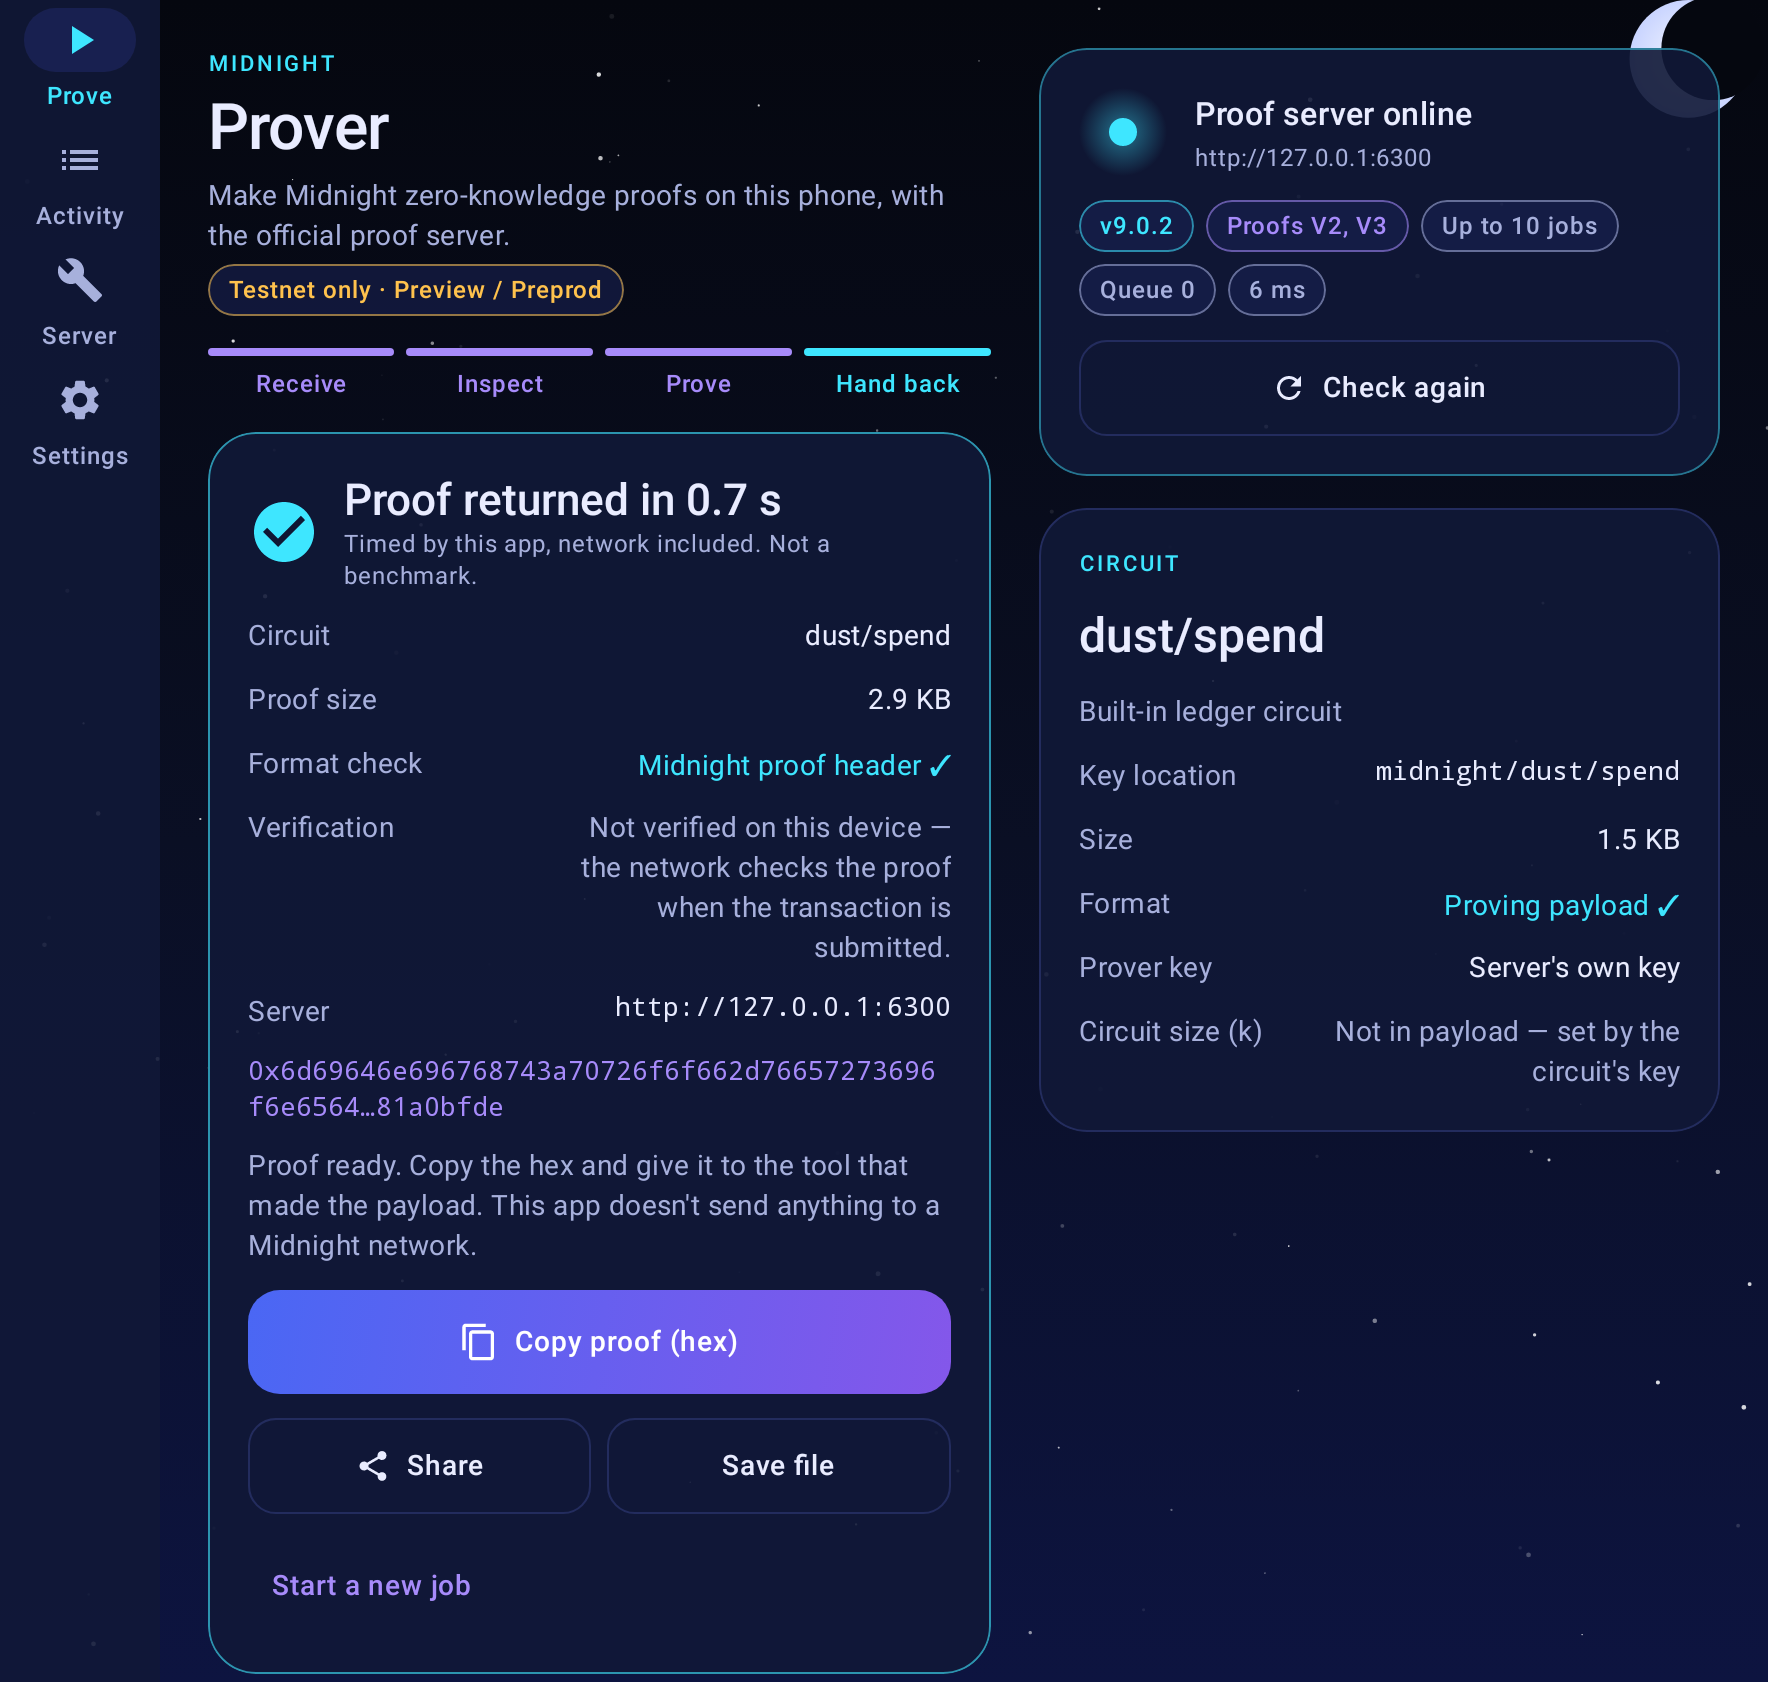 Prove
Activity
Server
Settings
MIDNIGHT
Prover
Make Midnight zero-knowledge proofs on this phone, with
the official proof server.
Testnet only · Preview / Preprod
Receive
Inspect
Prove
Hand back
Proof returned in 0.7 s
Timed by this app, network included. Not a
benchmark.
Circuit
dust/spend
Proof size
2.9 KB
Format check
Midnight proof header ✓
Verification
Not verified on this device —
the network checks the proof
when the transaction is
submitted.
Server
http://127.0.0.1:6300
0x6d69646e696768743a70726f6f662d76657273696
f6e6564…81a0bfde
Proof ready. Copy the hex and give it to the tool that
made the payload. This app doesn't send anything to a
Midnight network.
Copy proof (hex)
Share
Save file
Start a new job
Proof server online
http://127.0.0.1:6300
v9.0.2
Proofs V2, V3
Up to 10 jobs
Queue 0
6 ms
Check again
CIRCUIT
dust/spend
Built-in ledger circuit
Key location
midnight/dust/spend
Size
1.5 KB
Format
Proving payload ✓
Prover key
Server's own key
Circuit size (k)
Not in payload — set by the
circuit's key